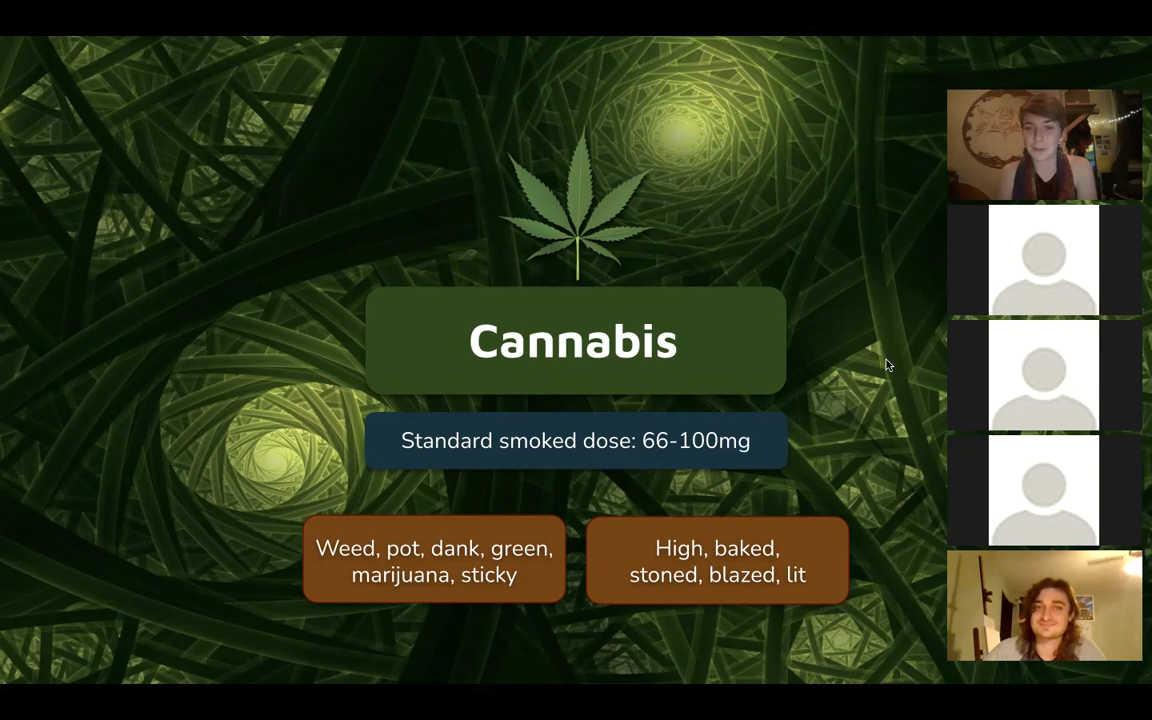 Cannabis
Standard smoked dose: 66-100mg
Weed, pot, dank, green,
marijuana, sticky
High, baked,
stoned, blazed, lit